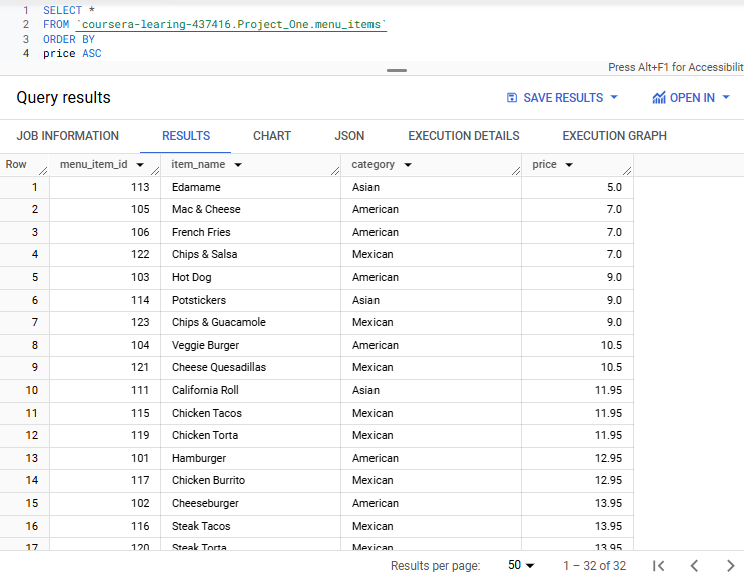 1 SELECT *
2 FROM `coursera-learing-437416.Project_One.menu_items`
3 ORDER BY
4 price ASC
Press Alt+F1 for Accessibilit
Query results
SAVE RESULTS
OPEN IN
JOB INFORMATION RESULTS CHART JSON EXECUTION DETAILS EXECUTION GRAPH
Row menu_item_id item_name category price
1 113 Edamame Asian 5.0
2 105 Mac & Cheese American 7.0
3 106 French Fries American 7.0
4 122 Chips & Salsa Mexican 7.0
5 103 Hot Dog American 9.0
6 114 Potstickers Asian 9.0
7 123 Chips & Guacamole Mexican 9.0
8 104 Veggie Burger American 10.5
9 121 Cheese Quesadillas Mexican 10.5
10 111 California Roll Asian 11.95
11 115 Chicken Tacos Mexican 11.95
12 119 Chicken Torta Mexican 11.95
13 101 Hamburger American 12.95
14 117 Chicken Burrito Mexican 12.95
15 102 Cheeseburger American 13.95
16 116 Steak Tacos Mexican 13.95
17 120 Steak Torta Mexican 13.95
Results per page: 50 1 – 32 of 32